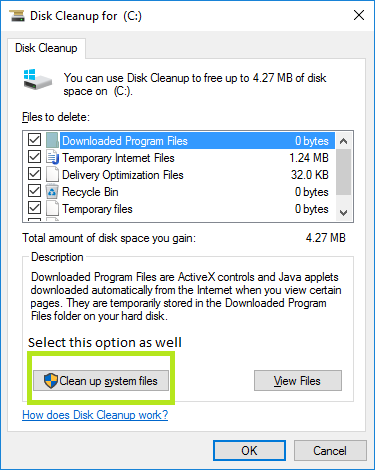 Disk Cleanup for (C:)
Disk Cleanup
You can use Disk Cleanup to free up to 4.27 MB of disk
space on (C:).
Files to delete:
Downloaded Program Files 0 bytes
Temporary Internet Files 1.24 MB
Delivery Optimization Files 32.0 KB
Recycle Bin 0 bytes
Temporary files 0 bytes
Total amount of disk space you gain: 4.27 MB
Description
Downloaded Program Files are ActiveX controls and Java applets
downloaded automatically from the Internet when you view certain
pages. They are temporarily stored in the Downloaded Program
Files folder on your hard disk.
Select this option as well
Clean up system files
View Files
How does Disk Cleanup work?
OK
Cancel